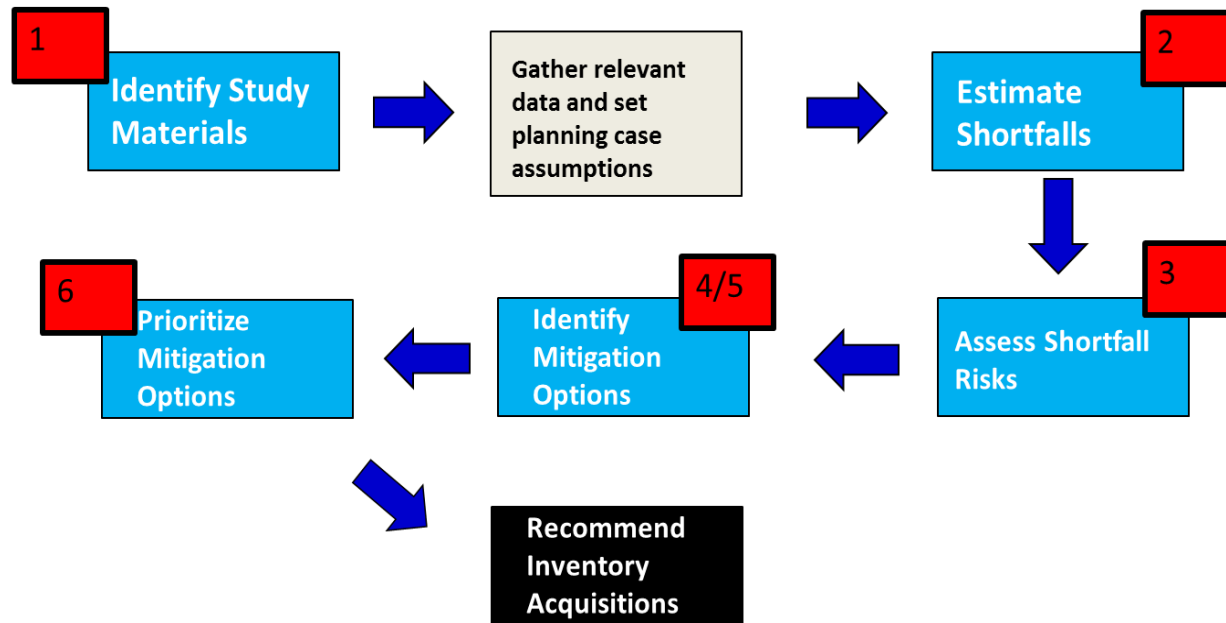 1
Identify Study
Materials
Gather relevant
data and set
planning case
assumptions
2
Estimate
Shortfalls
3
Assess Shortfall
Risks
4/5
Identify
Mitigation
Options
6
Prioritize
Mitigation
Options
Recommend
Inventory
Acquisitions